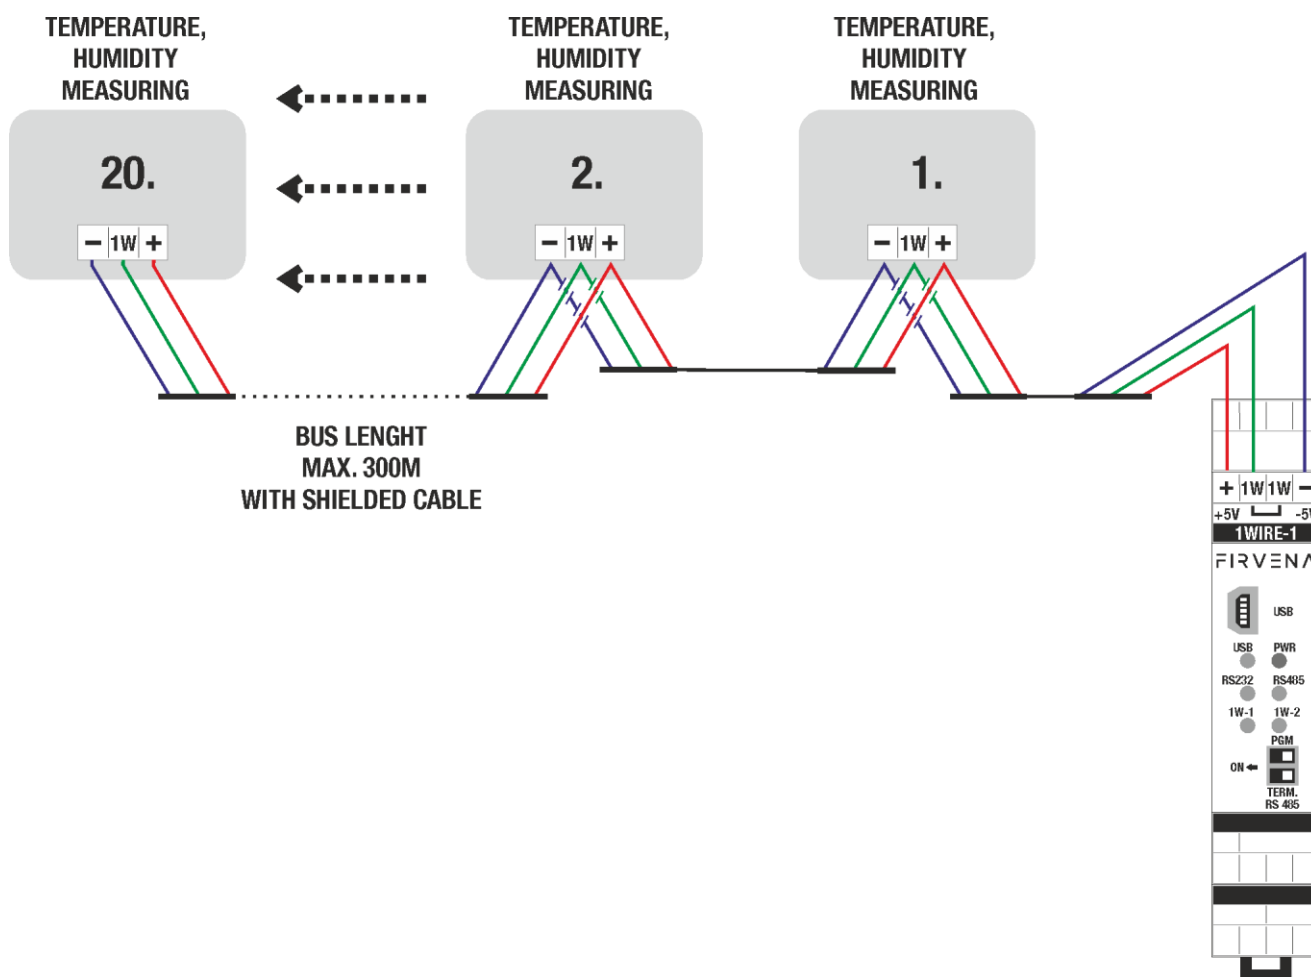 TEMPERATURE,
HUMIDITY
MEASURING
20.
− 1W +
TEMPERATURE,
HUMIDITY
MEASURING
2.
− 1W +
TEMPERATURE,
HUMIDITY
MEASURING
1.
− 1W +
BUS LENGHT
MAX. 300M
WITH SHIELDED CABLE
+ 1W 1W −
+5V -5V
1WIRE-1
FIRVENA
USB
USB PWR
RS232 RS485
1W-1 1W-2
PGM
ON
TERM.
RS 485